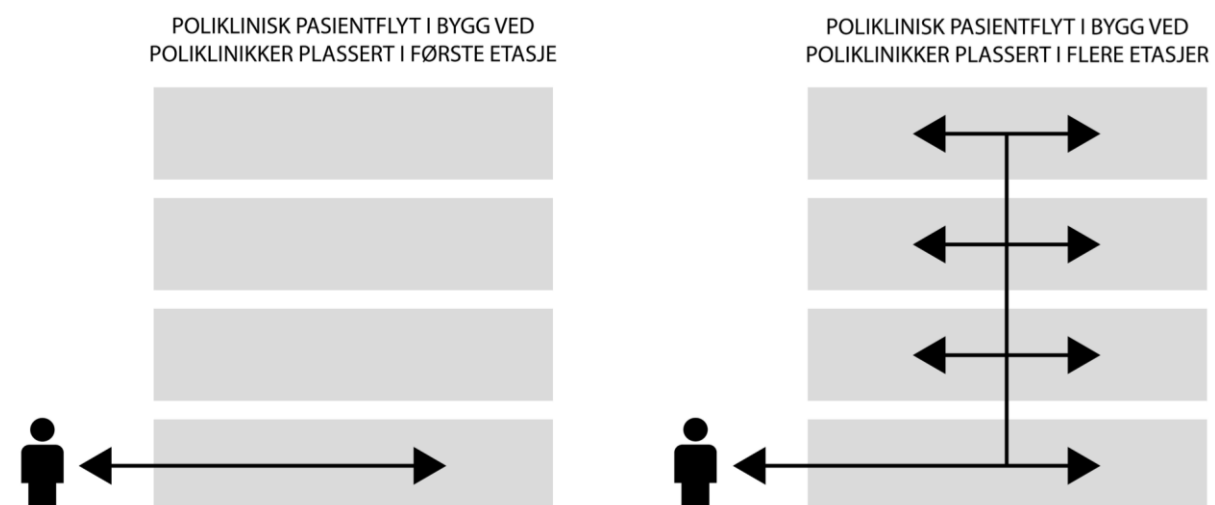 POLIKLINISK PASIENTFLYT I BYGG VED
POLIKLINIKKER PLASSERT I FØRSTE ETASJE
POLIKLINISK PASIENTFLYT I BYGG VED
POLIKLINIKKER PLASSERT I FLERE ETASJER